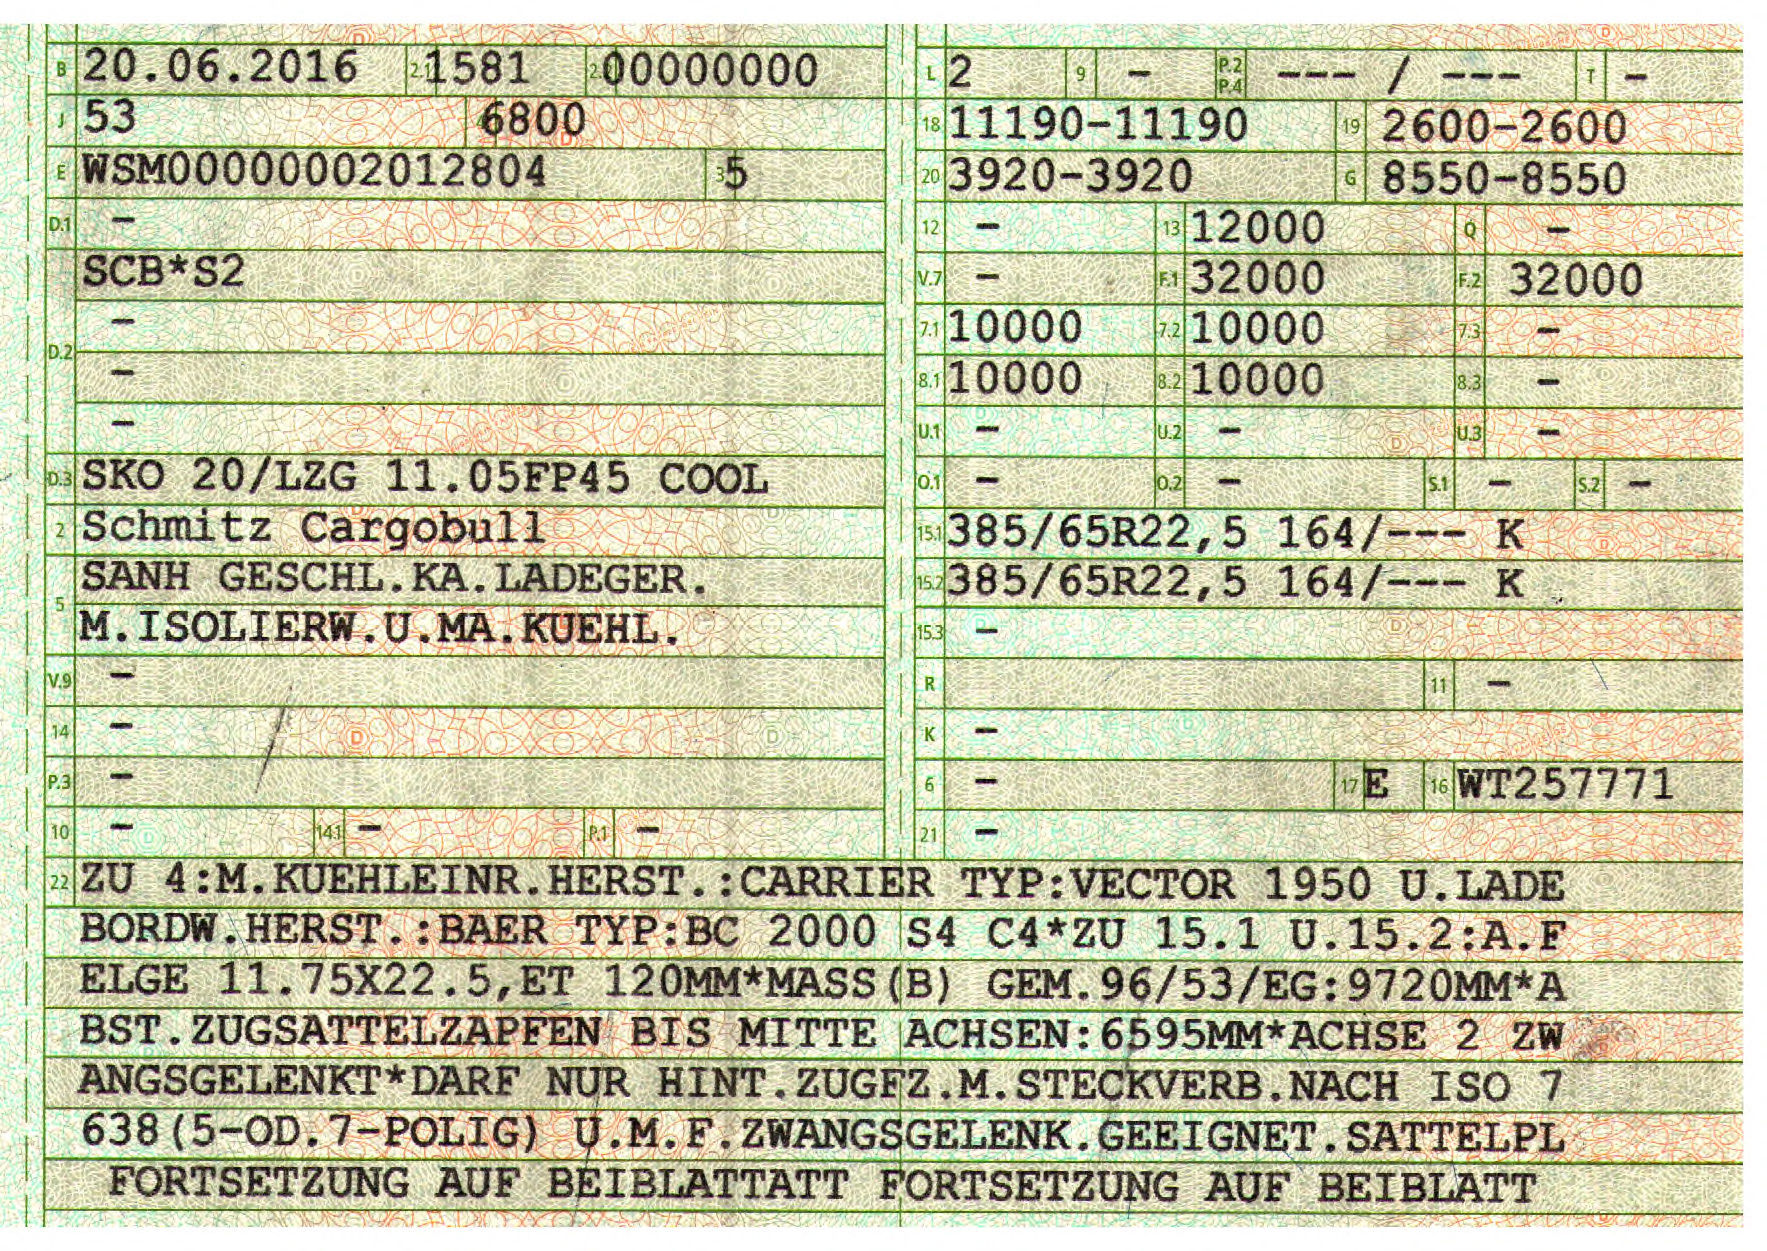 B 20.06.2016 2.1 1581 2.2 00000000
J 53 4 6800
E WSM00000002012804 3 5
D.1 -
SCB*S2
-
D.2 -
-
D.3 SKO 20/LZG 11.05FP45 COOL
2 Schmitz Cargobull
SANH GESCHL.KA.LADEGER.
5 M.ISOLIERW.U.MA.KUEHL.
V.9 -
14 -
P.3 -
10 - 14.1 - P.1 -
L 2 9 - P.2 P.4 --- / --- T -
18 11190-11190 19 2600-2600
20 3920-3920 G 8550-8550
12 - 13 12000 Q -
V.7 - F.1 32000 F.2 32000
7.1 10000 7.2 10000 7.3 -
8.1 10000 8.2 10000 8.3 -
U.1 - U.2 - U.3 -
O.1 - O.2 - S.1 - S.2 -
15.1 385/65R22,5 164/--- K
15.2 385/65R22,5 164/--- K
15.3 -
R 11 -
K -
6 - 17 E 16 WT257771
21 -
22 ZU 4:M.KUEHLEINR.HERST.:CARRIER TYP:VECTOR 1950 U.LADE
BORDW.HERST.:BAER TYP:BC 2000 S4 C4*ZU 15.1 U.15.2:A.F
ELGE 11.75X22.5,ET 120MM*MASS(B) GEM.96/53/EG:9720MM*A
BST.ZUGSATTELZAPFEN BIS MITTE ACHSEN:6595MM*ACHSE 2 ZW
ANGSGELENKT*DARF NUR HINT.ZUGFZ.M.STECKVERB.NACH ISO 7
638(5-OD.7-POLIG) U.M.F.ZWANGSGELENK.GEEIGNET.SATTELPL
FORTSETZUNG AUF BEIBLATTATT FORTSETZUNG AUF BEIBLATT